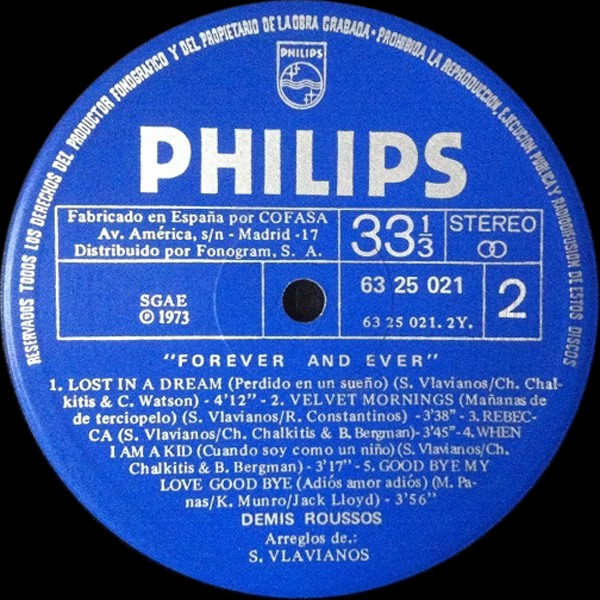 RESERVADOS TODOS LOS DERECHOS DEL PRODUCTOR FONOGRAFICO Y DEL PROPIETARIO DE LA OBRA GRABADA · PROHIBIDA LA REPRODUCCION, EJECUCION PUBLICA Y RADIODIFUSION DE ESTOS DISCOS
PHILIPS
PHILIPS
Fabricado en España por COFASA
Av. América, s/n - Madrid -17
Distribuido por Fonogram, S. A.
33 1/3
STEREO
SGAE
℗ 1973
63 25 021
63 25 021. 2Y.
2
"FOREVER AND EVER"
1. LOST IN A DREAM (Perdido en un sueño) (S. Vlavianos/Ch. Chal-
kitis & C. Watson) - 4'12" - 2. VELVET MORNINGS (Mañanas de
de terciopelo) (S. Vlavianos/R. Constantinos) - 3'38" - 3. REBEC-
CA (S. Vlavianos/Ch. Chalkitis & B. Bergman)- 3'45" - 4. WHEN
I AM A KID (Cuando soy como un niño) (S. Vlavianos/Ch.
Chalkitis & B. Bergman) - 3'17" - 5. GOOD BYE MY
LOVE GOOD BYE (Adiós amor adiós) (M. Pa-
nas/K. Munro/Jack Lloyd) - 3'56"
DEMIS ROUSSOS
Arreglos de.:
S. VLAVIANOS